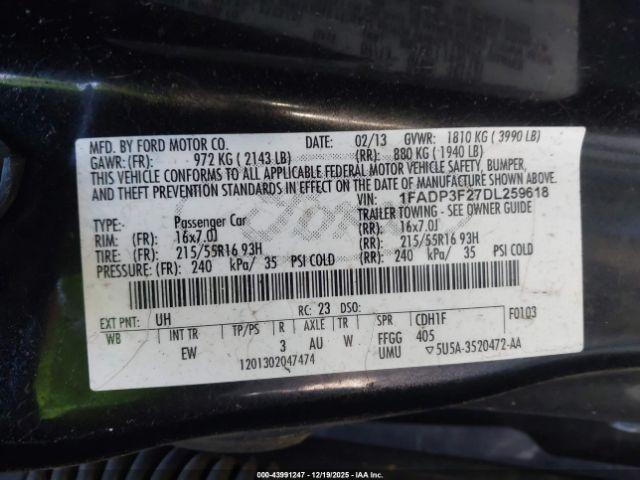 MFD. BY FORD MOTOR CO. DATE: 02/13 GVWR: 1810 KG ( 3990 LB)
GAWR: (FR): 972 KG ( 2143 LB) (RR): 880 KG ( 1940 LB)
THIS VEHICLE CONFORMS TO ALL APPLICABLE FEDERAL MOTOR VEHICLE SAFETY, BUMPER,
AND THEFT PREVENTION STANDARDS IN EFFECT ON THE DATE OF MANUFACTURE SHOWN ABOVE.
VIN: 1FADP3F27DL259618
TYPE: Passenger Car TRAILER TOWING - SEE OWNER GUIDE
RIM: (FR): 16x7.0J (RR): 16x7.0J
TIRE: (FR): 215/55R16 93H (RR): 215/55R16 93H
PRESSURE: (FR): 240 kPa/ 35 PSI COLD (RR): 240 kPa/ 35 PSI COLD
EXT PNT: UH RC: 23 DSO: F0103
WB INT TR TP/PS R AXLE TR SPR CDH1F
EW 3 AU W FFGG 405
1201302047474 UMU 5U5A-3520472-AA
000-43991247 - 12/19/2025 - IAA Inc.